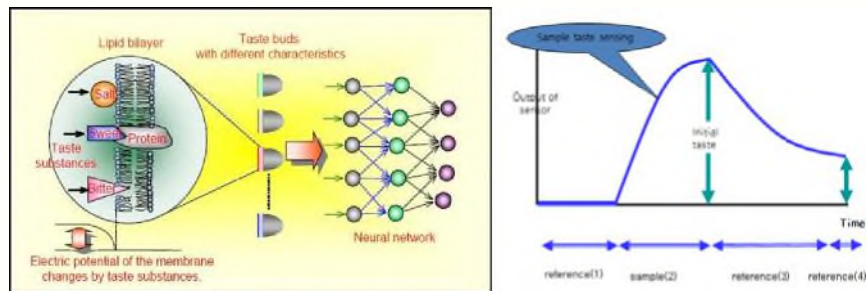 Lipid bilayer
Taste buds
with different characteristics
Salt
Sweet
Protein
Taste
substances
Bitter
Electric potential of the membrane
changes by taste substances.
Neural network
Sample taste sensing
Output of
sensor
Initial
taste
Time
reference(1)
sample(2)
reference(3)
reference(4)